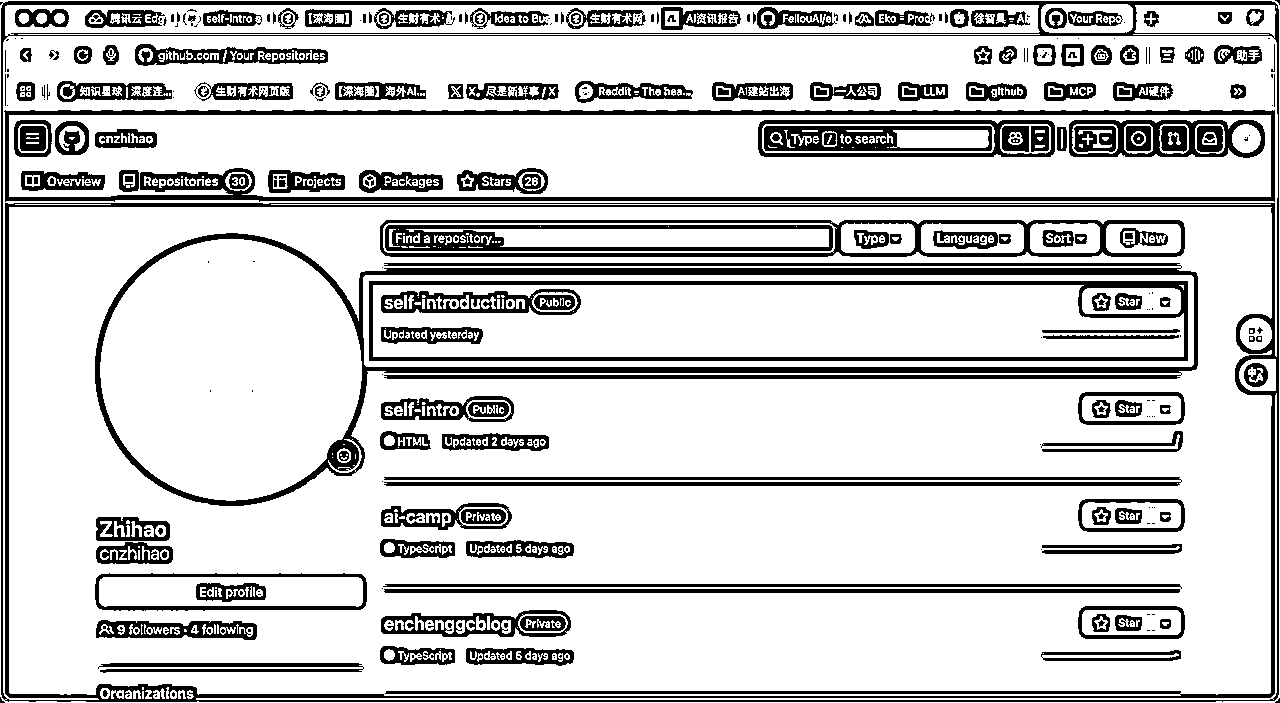 腾讯云 Edg
self-intro s
【深海圈】
生财有术·
Idea to Bus
生财有术网
AI资讯报告
FellouAI/ek
Eko - Prod
Your Repo
github.com / Your Repositories
助手
知识星球 | 深度连...
生财有术网页版
【深海圈】海外AI...
X. 尽是新鲜事 / X
Reddit - The hea...
AI建站出海
一人公司
LLM
github
MCP
AI硬件
cnzhihao
Type / to search
Overview
Repositories 30
Projects
Packages
Stars 26
Find a repository...
Type
Language
Sort
New
self-introductiion Public
Star
Updated yesterday
self-intro Public
Star
HTML Updated 2 days ago
ai-camp Private
Star
TypeScript Updated 5 days ago
enchenggcblog Private
Star
TypeScript Updated 5 days ago
Zhihao
cnzhihao
Edit profile
9 followers · 4 following
Organizations